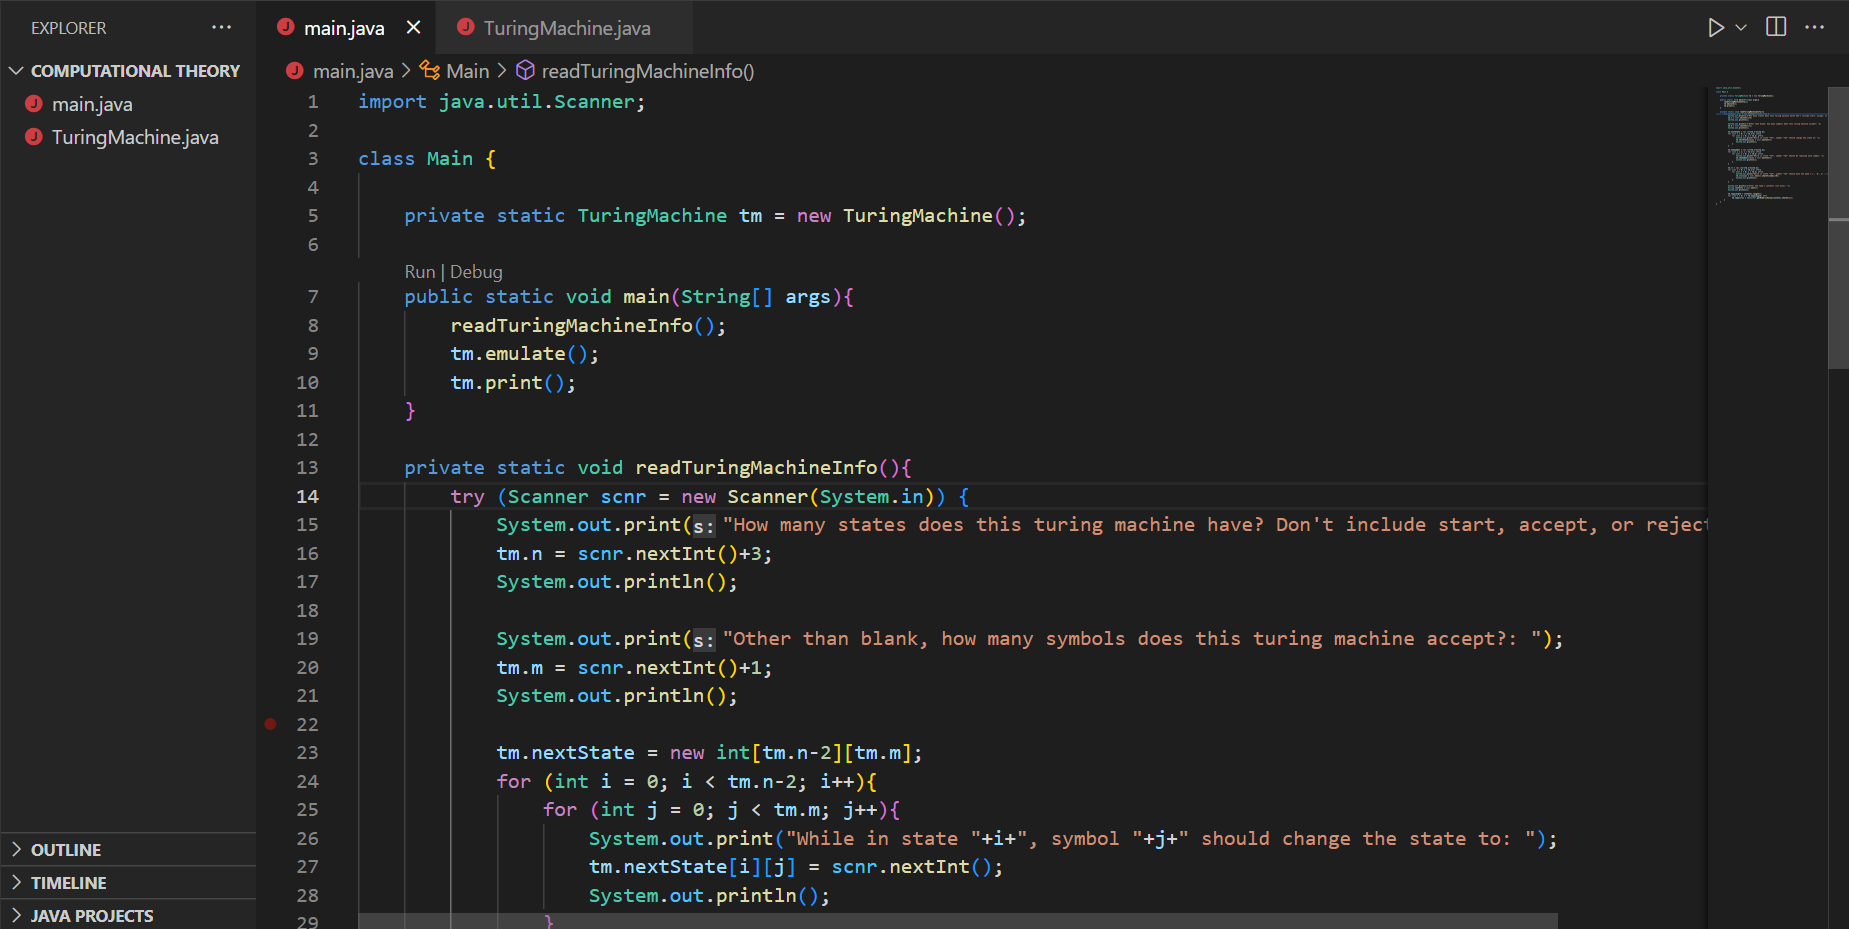 EXPLORER
COMPUTATIONAL THEORY
main.java
TuringMachine.java
OUTLINE
TIMELINE
JAVA PROJECTS
main.java TuringMachine.java
main.java > Main > readTuringMachineInfo()
1 import java.util.Scanner;
2
3 class Main {
4
5 private static TuringMachine tm = new TuringMachine();
6
Run | Debug
7 public static void main(String[] args){
8 readTuringMachineInfo();
9 tm.emulate();
10 tm.print();
11 }
12
13 private static void readTuringMachineInfo(){
14 try (Scanner scnr = new Scanner(System.in)) {
15 System.out.print(s: "How many states does this turing machine have? Don't include start, accept, or reject
16 tm.n = scnr.nextInt()+3;
17 System.out.println();
18
19 System.out.print(s: "Other than blank, how many symbols does this turing machine accept?: ");
20 tm.m = scnr.nextInt()+1;
21 System.out.println();
22
23 tm.nextState = new int[tm.n-2][tm.m];
24 for (int i = 0; i < tm.n-2; i++){
25 for (int j = 0; j < tm.m; j++){
26 System.out.print("While in state "+i+", symbol "+j+" should change the state to: ");
27 tm.nextState[i][j] = scnr.nextInt();
28 System.out.println();
29 }